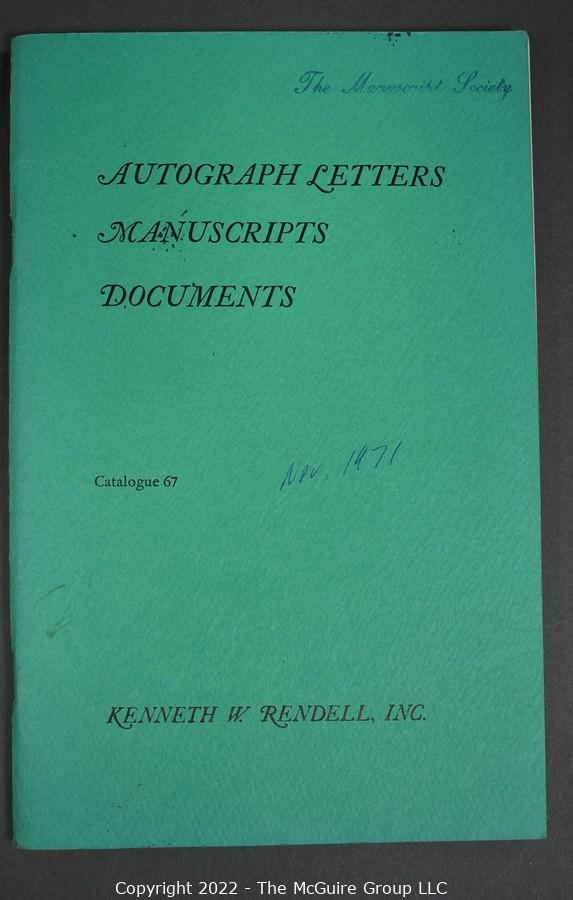 The Manuscript Society
AUTOGRAPH LETTERS
MANUSCRIPTS
DOCUMENTS
Catalogue 67
Nov, 1971
KENNETH W. RENDELL, INC.
Copyright 2022 - The McGuire Group LLC